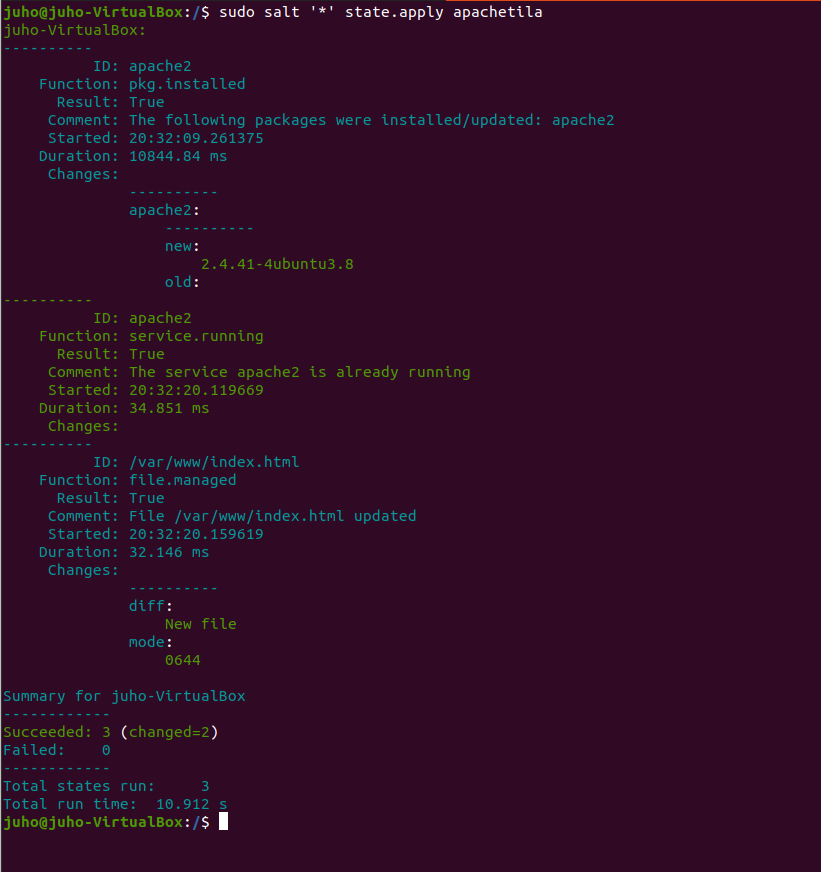 juho@juho-VirtualBox:/$ sudo salt '*' state.apply apachetila
juho-VirtualBox:
----------
          ID: apache2
    Function: pkg.installed
      Result: True
     Comment: The following packages were installed/updated: apache2
     Started: 20:32:09.261375
    Duration: 10844.84 ms
     Changes:
              ----------
              apache2:
                  ----------
                  new:
                      2.4.41-4ubuntu3.8
                  old:
----------
          ID: apache2
    Function: service.running
      Result: True
     Comment: The service apache2 is already running
     Started: 20:32:20.119669
    Duration: 34.851 ms
     Changes:
----------
          ID: /var/www/index.html
    Function: file.managed
      Result: True
     Comment: File /var/www/index.html updated
     Started: 20:32:20.159619
    Duration: 32.146 ms
     Changes:
              ----------
              diff:
                  New file
              mode:
                  0644

Summary for juho-VirtualBox
------------
Succeeded: 3 (changed=2)
Failed:    0
------------
Total states run:     3
Total run time:  10.912 s
juho@juho-VirtualBox:/$